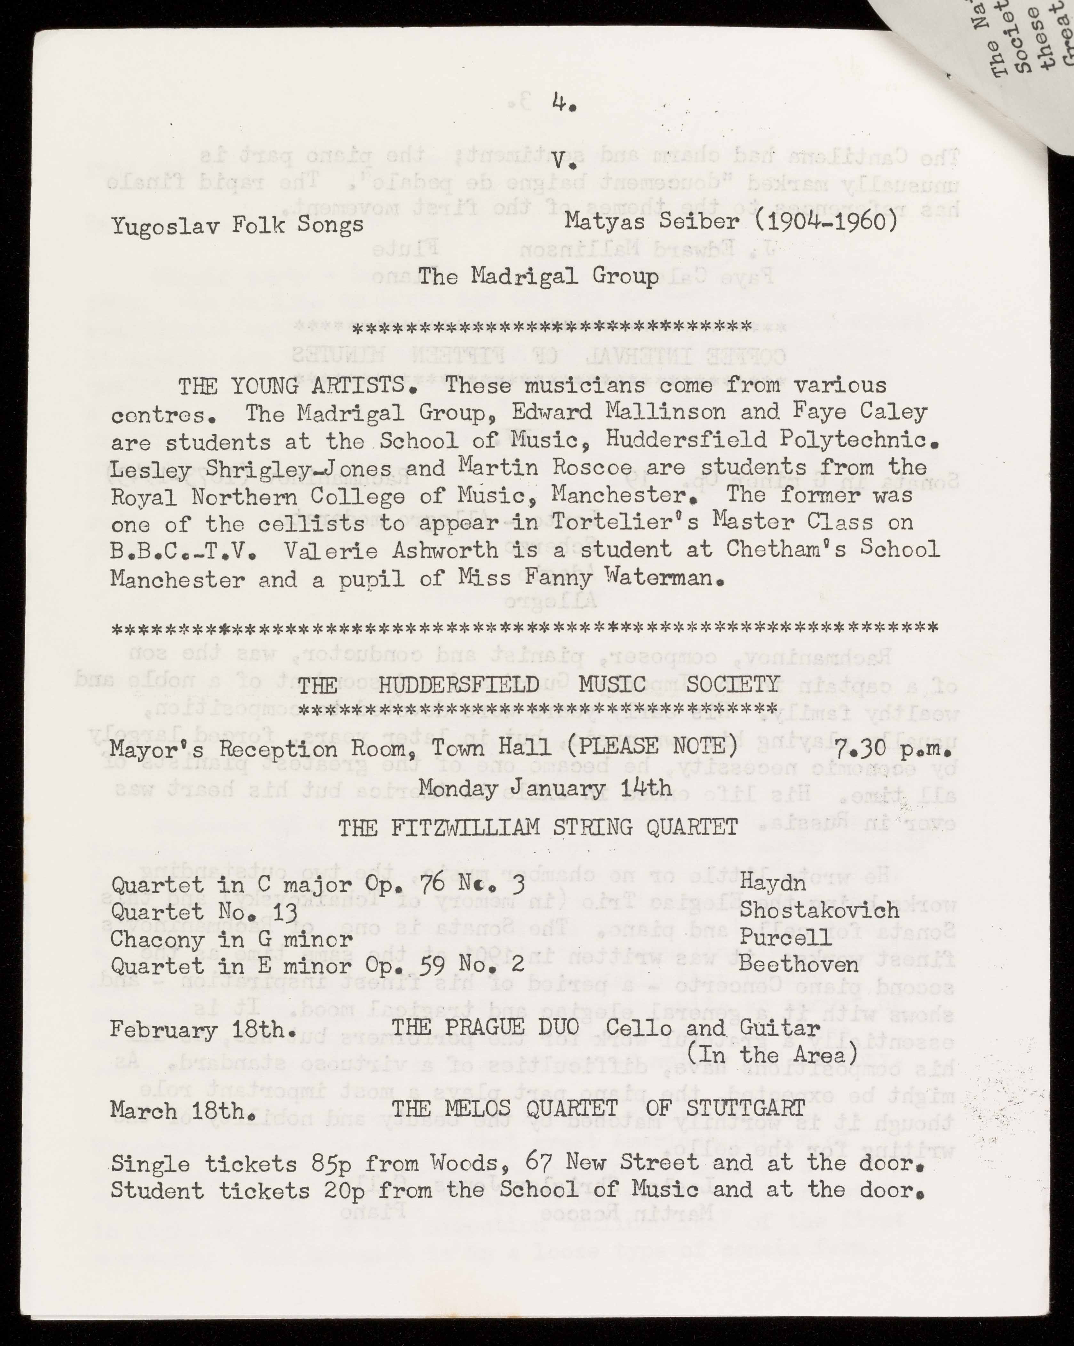 The Na
Societ
these
Great
4.
V.
Yugoslav Folk Songs Matyas Seiber (1904-1960)
The Madrigal Group
******************************
THE YOUNG ARTISTS. These musicians come from various
centres. The Madrigal Group, Edward Mallinson and Faye Caley
are students at the School of Music, Huddersfield Polytechnic.
Lesley Shrigley-Jones and Martin Roscoe are students from the
Royal Northern College of Music, Manchester. The former was
one of the cellists to appear in Tortelier's Master Class on
B.B.C.-T.V. Valerie Ashworth is a student at Chetham's School
Manchester and a pupil of Miss Fanny Waterman.
**************************************************************
THE HUDDERSFIELD MUSIC SOCIETY
************************************
Mayor's Reception Room, Town Hall (PLEASE NOTE) 7.30 p.m.
Monday January 14th
THE FITZWILLIAM STRING QUARTET
Quartet in C major Op. 76 No. 3 Haydn
Quartet No. 13 Shostakovich
Chacony in G minor Purcell
Quartet in E minor Op. 59 No. 2 Beethoven
February 18th. THE PRAGUE DUO Cello and Guitar
(In the Area)
March 18th. THE MELOS QUARTET OF STUTTGART
Single tickets 85p from Woods, 67 New Street and at the door.
Student tickets 20p from the School of Music and at the door.